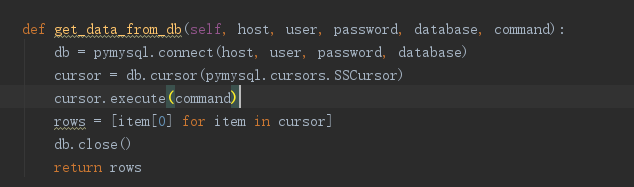 def get_data_from_db(self, host, user, password, database, command):
    db = pymysql.connect(host, user, password, database)
    cursor = db.cursor(pymysql.cursors.SSCursor)
    cursor.execute(command)
    rows = [item[0] for item in cursor]
    db.close()
    return rows